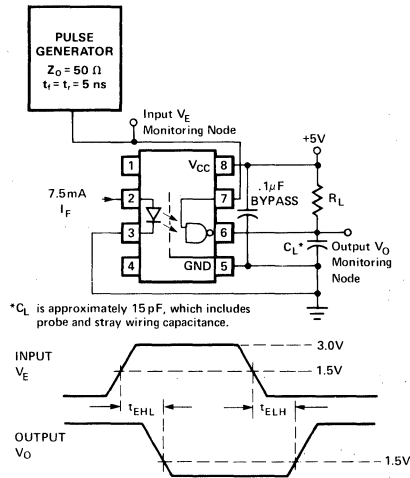 PULSE
GENERATOR
Z_O = 50 Ω
t_f = t_r = 5 ns
Input V_E
Monitoring Node
+5V
1
V_CC
8
7.5mA
I_F
2
7
.1μF
BYPASS
R_L
3
6
C_L*
Output V_O
Monitoring
Node
4
GND
5
*C_L is approximately 15 pF, which includes
probe and stray wiring capacitance.
INPUT
V_E
3.0V
1.5V
t_EHL
t_ELH
OUTPUT
V_O
1.5V